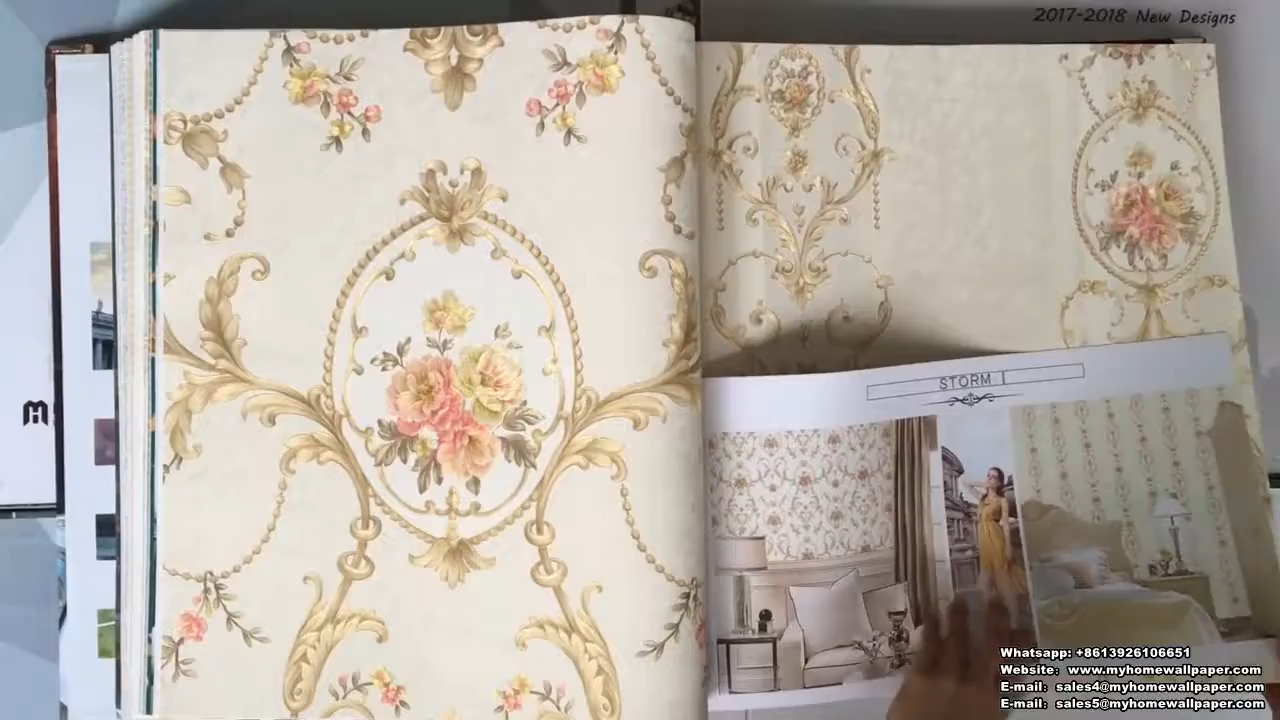 2017-2018 New Designs
STORM I
Whatsapp: +8613926106651
Website: www.myhomewallpaper.com
E-mail: sales4@myhomewallpaper.com
E-mail: sales5@myhomewallpaper.com